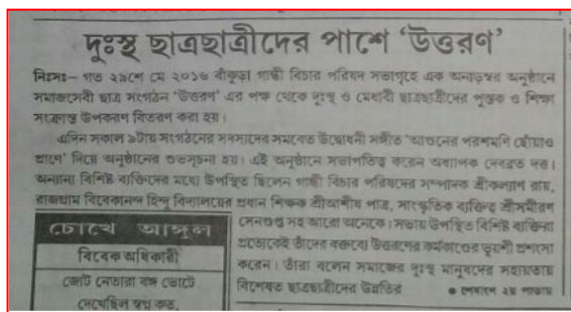 দুঃস্থ ছাত্রছাত্রীদের পাশে ‘উত্তরণ’
নিঃসঃ— গত ২৯শে মে ২০১৬ বাঁকুড়া গান্ধী বিচার পরিষদ সভাগৃহে এক অনাড়ম্বর অনুষ্ঠানে
সমাজসেবী ছাত্র সংগঠন ‘উত্তরণ’ এর পক্ষ থেকে দুঃস্থ ও মেধাবী ছাত্রছাত্রীদের পুস্তক ও শিক্ষা
সংক্রান্ত উপকরণ বিতরণ করা হয়।
এদিন সকাল ৯টায় সংগঠনের সদস্যদের সমবেত উদ্বোধনী সঙ্গীত ‘আগুনের পরশমণি ছোঁয়াও
প্রাণে’ দিয়ে অনুষ্ঠানের শুভসূচনা হয়। এই অনুষ্ঠানে সভাপতিত্ব করেন অধ্যাপক দেবব্রত দত্ত।
অন্যান্য বিশিষ্ট ব্যক্তিদের মধ্যে উপস্থিত ছিলেন গান্ধী বিচার পরিষদের সম্পাদক শ্রীকল্যাণ রায়,
রাজগ্রাম বিবেকানন্দ হিন্দু বিদ্যালয়ের প্রধান শিক্ষক শ্রীআশীষ পাত্র, সাংস্কৃতিক ব্যক্তিত্ব শ্রীসমীরণ
সেনগুপ্ত সহ আরো অনেকে। সভায় উপস্থিত বিশিষ্ট ব্যক্তিরা
প্রত্যেকেই তাঁদের বক্তব্যে উত্তরণের কর্মকাণ্ডের ভূয়সী প্রশংসা
করেন। তাঁরা বলেন সমাজের দুঃস্থ মানুষদের সহায়তায়
বিশেষত ছাত্রছাত্রীদের উন্নতির ● শেষাংশ ২য় পাতায়
চোখে আঙ্গুল
বিবেক অধিকারী
জোট নেতারা বঙ্গ ভোটে
দেখেছিল স্বপ্ন কত,